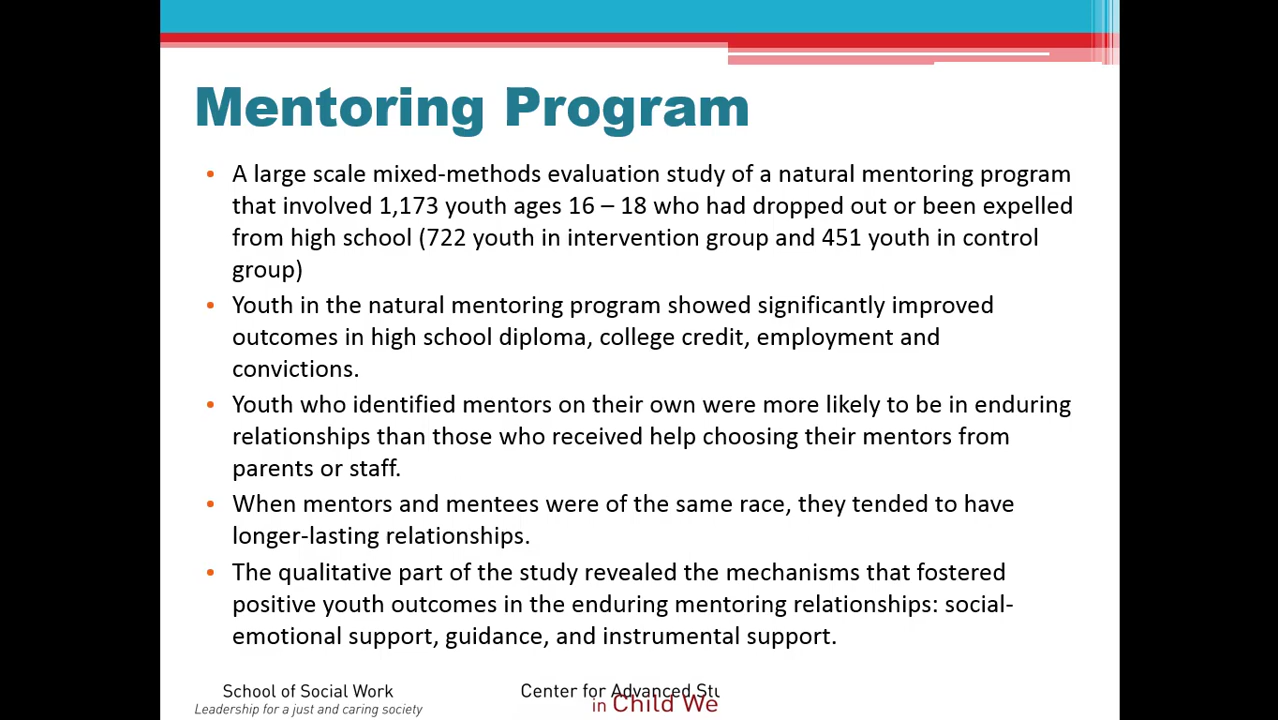 Mentoring Program
• A large scale mixed-methods evaluation study of a natural mentoring program
that involved 1,173 youth ages 16 – 18 who had dropped out or been expelled
from high school (722 youth in intervention group and 451 youth in control
group)
• Youth in the natural mentoring program showed significantly improved
outcomes in high school diploma, college credit, employment and
convictions.
• Youth who identified mentors on their own were more likely to be in enduring
relationships than those who received help choosing their mentors from
parents or staff.
• When mentors and mentees were of the same race, they tended to have
longer-lasting relationships.
• The qualitative part of the study revealed the mechanisms that fostered
positive youth outcomes in the enduring mentoring relationships: social-
emotional support, guidance, and instrumental support.
School of Social Work
Leadership for a just and caring society
Center for Advanced Stu
in Child We